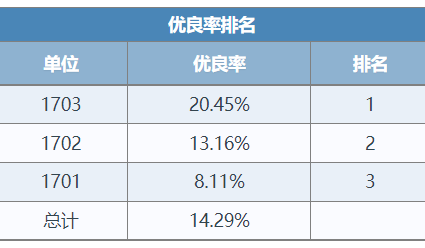 优良率排名
单位 优良率 排名
1703 20.45% 1
1702 13.16% 2
1701 8.11% 3
总计 14.29%